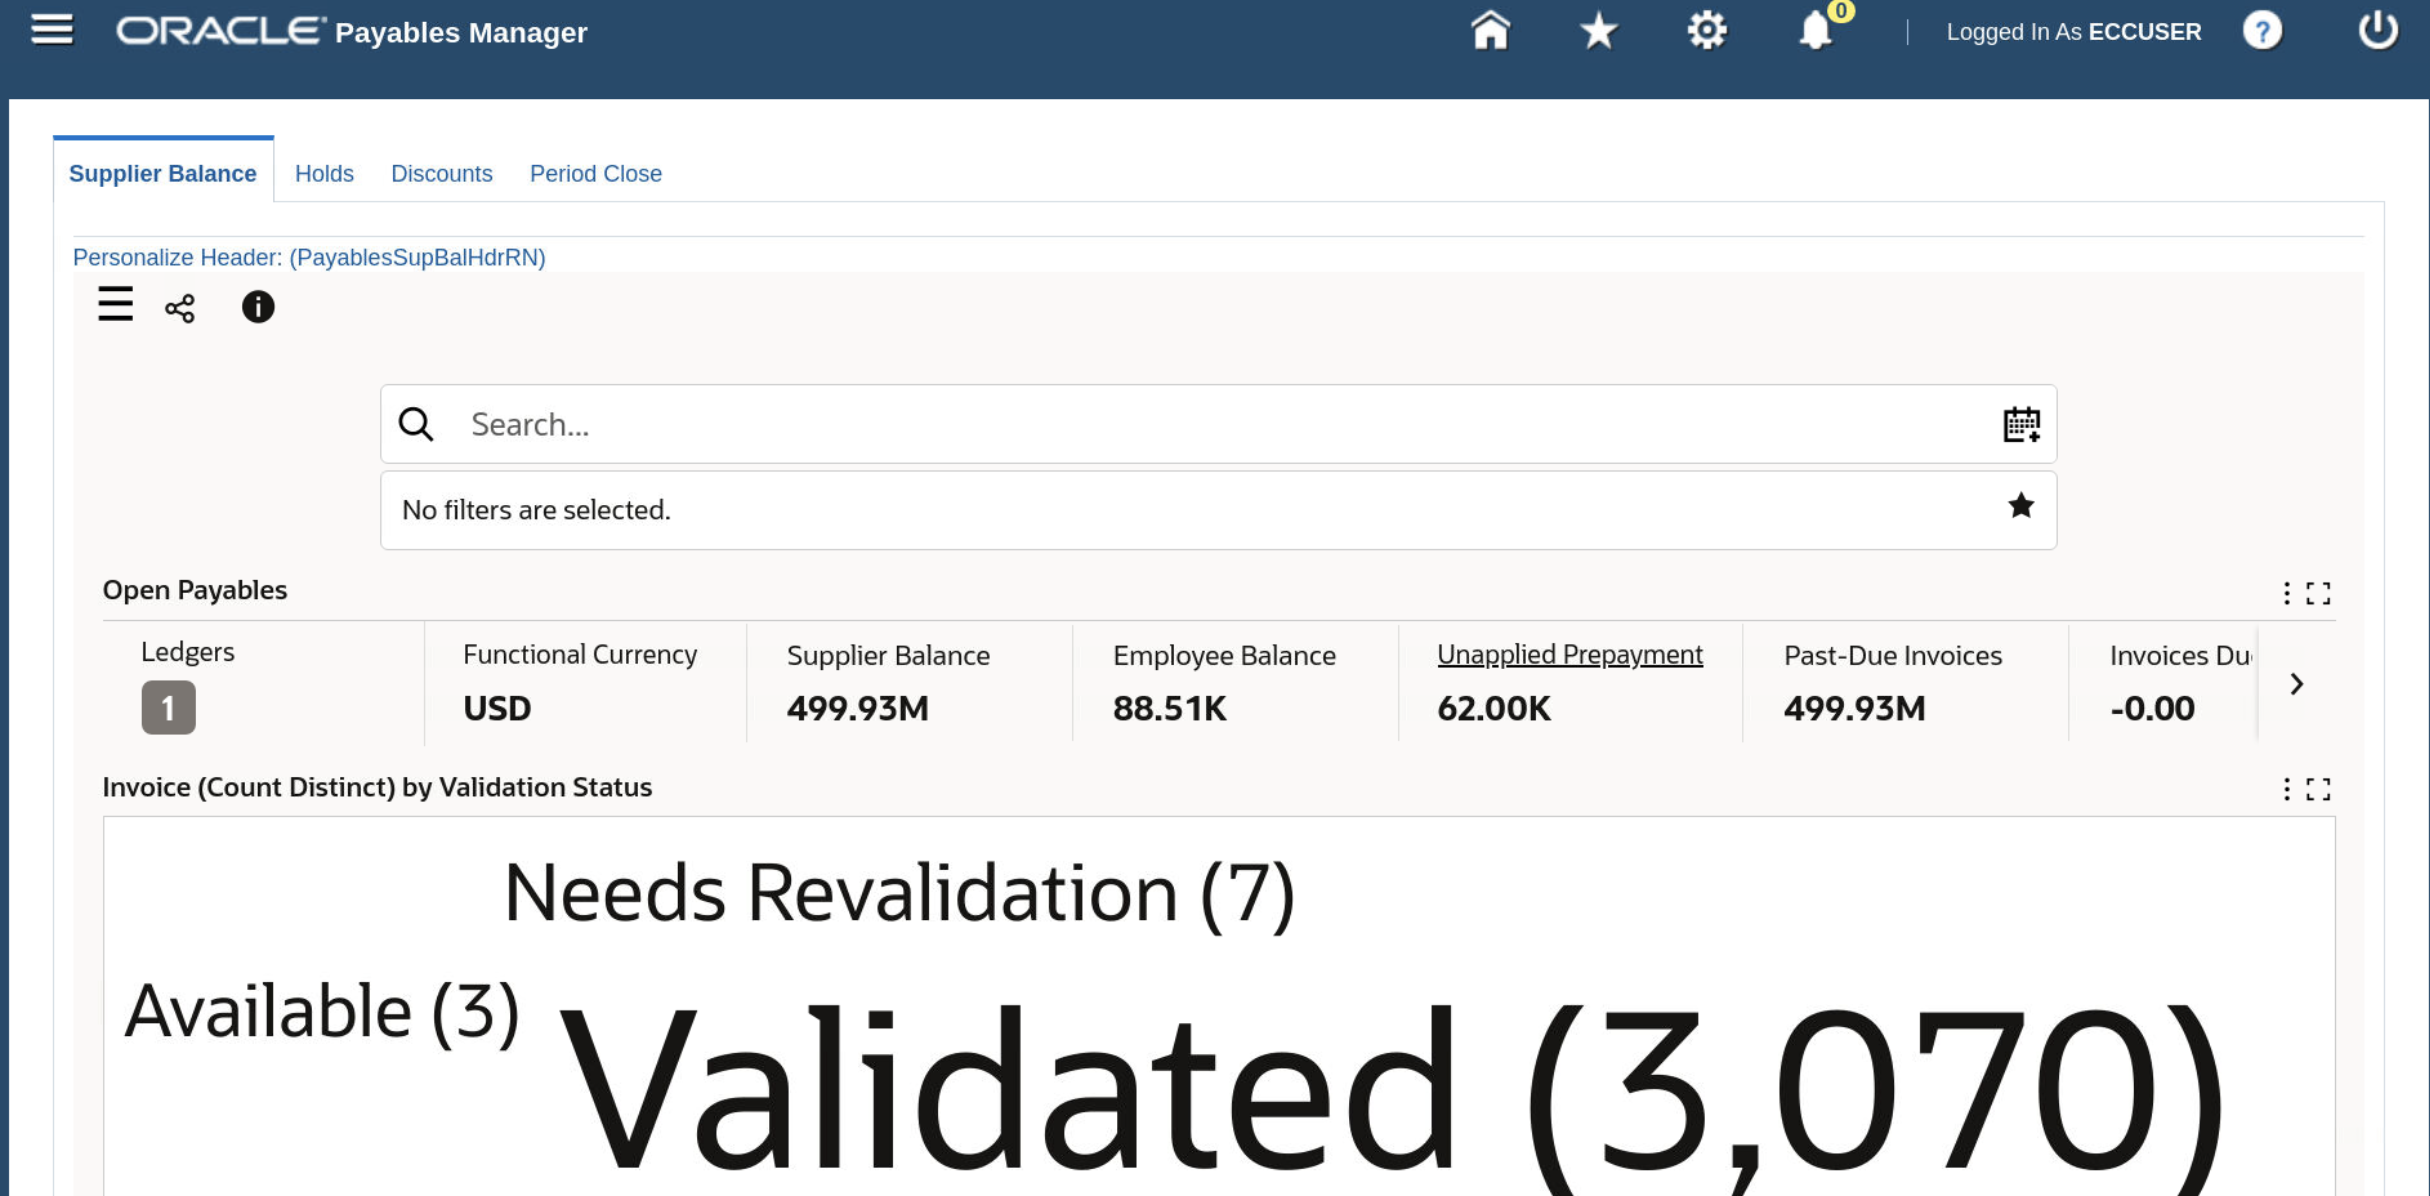 ORACLE Payables Manager
0
Logged In As ECCUSER
Supplier Balance Holds Discounts Period Close
Personalize Header: (PayablesSupBalHdrRN)
Search...
No filters are selected.
Open Payables
Ledgers Functional Currency Supplier Balance Employee Balance Unapplied Prepayment Past-Due Invoices Invoices
1 USD 499.93M 88.51K 62.00K 499.93M -0.00
Invoice (Count Distinct) by Validation Status
Needs Revalidation (7)
Available (3)
Validated (3,070)